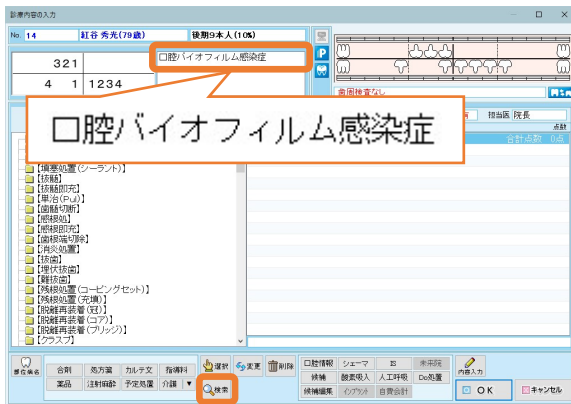 診療内容の入力
No. 14 紅谷 秀光(79歳) 後期9本人(10%)
321
4 1 1234
口腔バイオフィルム感染症
P
歯周検査なし
口腔バイオフィルム感染症
担当医 院長
点数
合計点数 0点
【填塞処置(シーラント)】
【抜髄】
【抜髄即充】
【単治(Pul)】
【歯髄切断】
【感根処】
【感根即充】
【歯根端切除】
【消炎処置】
【抜歯】
【埋伏抜歯】
【難抜歯】
【残根処置(コーピングセット)】
【残根処置(充填)】
【脱離再装着(冠)】
【脱離再装着(コア)】
【脱離再装着(ブリッジ)】
【クラスプ】
部位病名
合剤 処方薬 カルテ文 指導料
薬品 注射麻酔 予定処置 介護 ▼
選択 変更 削除
検索
口腔情報 シェーマ IS 未来院
候補 酸素吸入 人工呼吸 Do処置
候補編集 インプラント 自費会計
内容入力
OK キャンセル